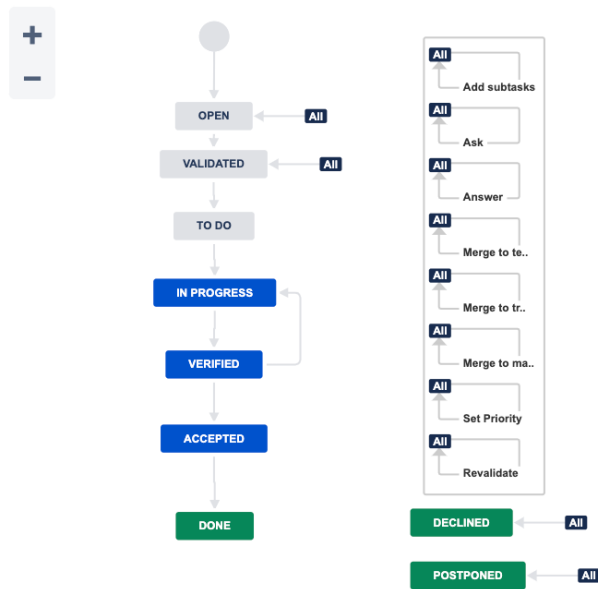 +
−
OPEN
All
VALIDATED
All
TO DO
IN PROGRESS
VERIFIED
ACCEPTED
DONE
All
Add subtasks
All
Ask
All
Answer
All
Merge to te..
All
Merge to tr..
All
Merge to ma..
All
Set Priority
All
Revalidate
DECLINED
All
POSTPONED
All